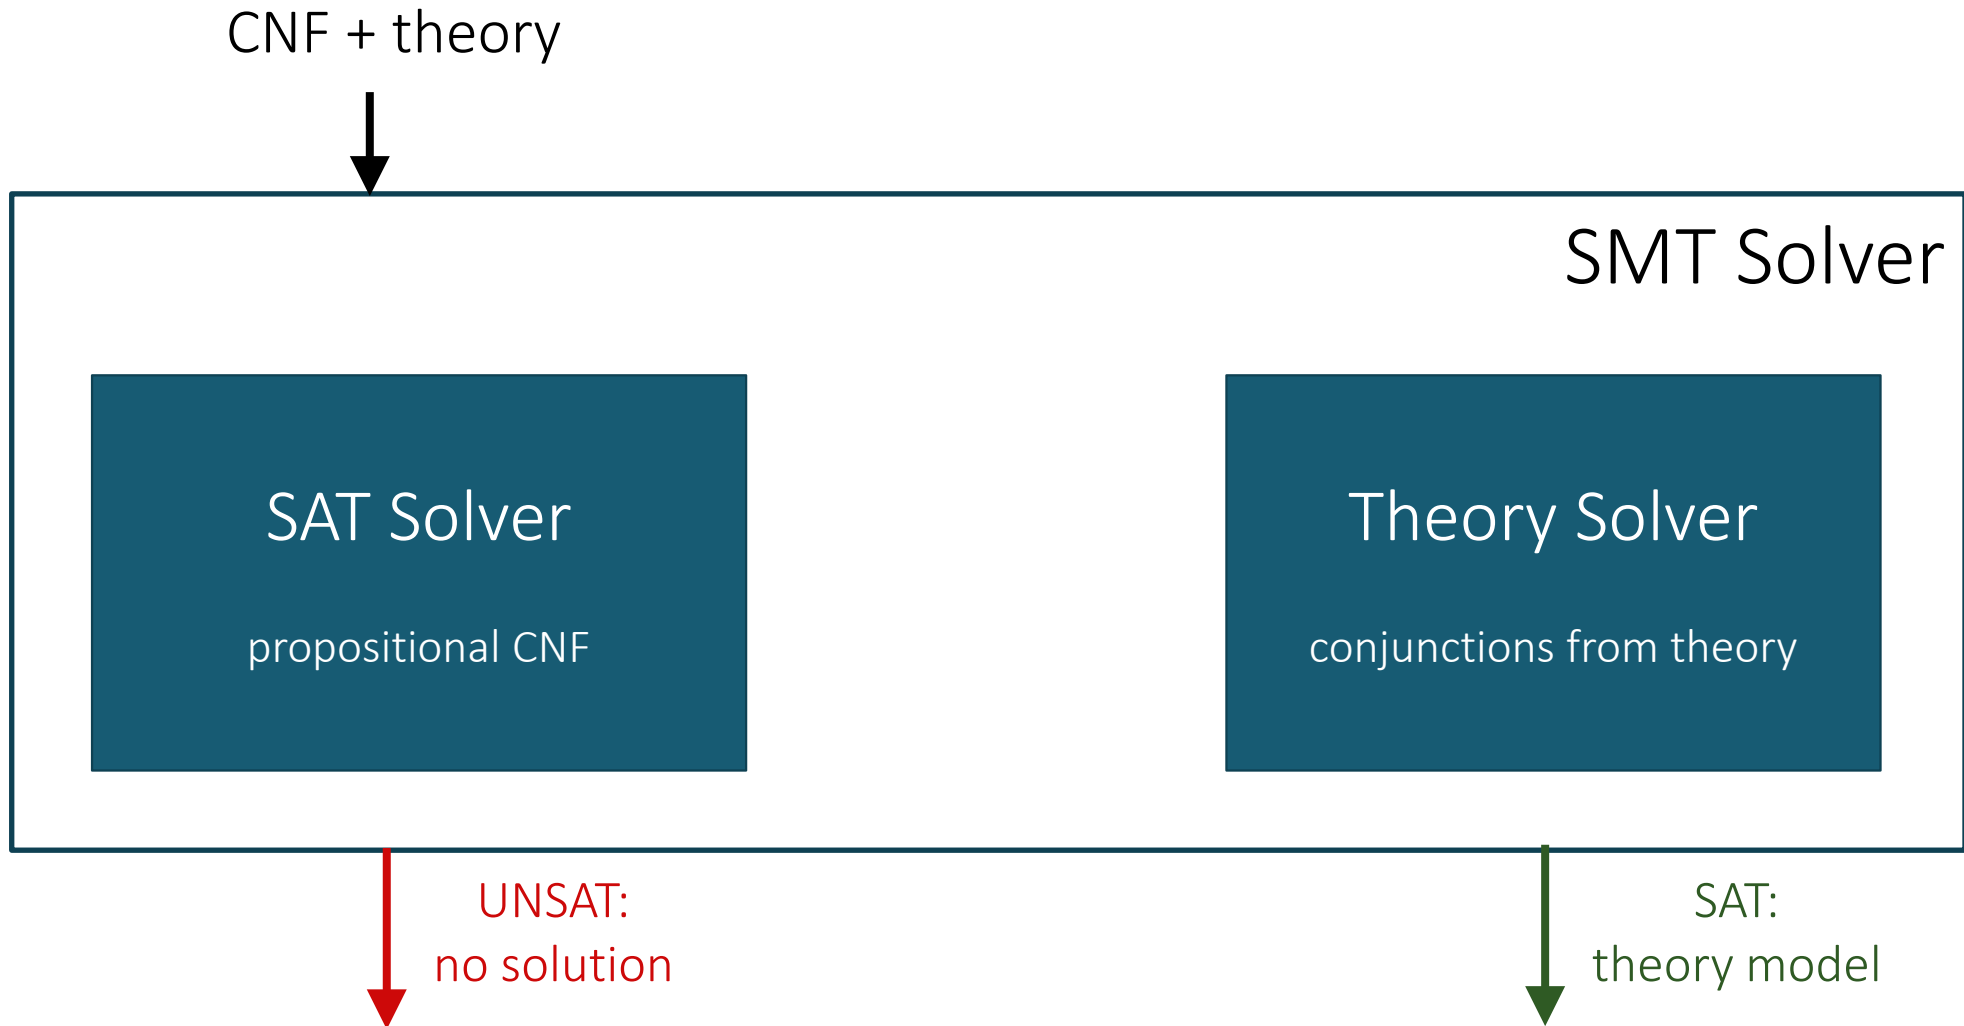 CNF + theory
SMT Solver
SAT Solver
propositional CNF
Theory Solver
conjunctions from theory
UNSAT:
no solution
SAT:
theory model